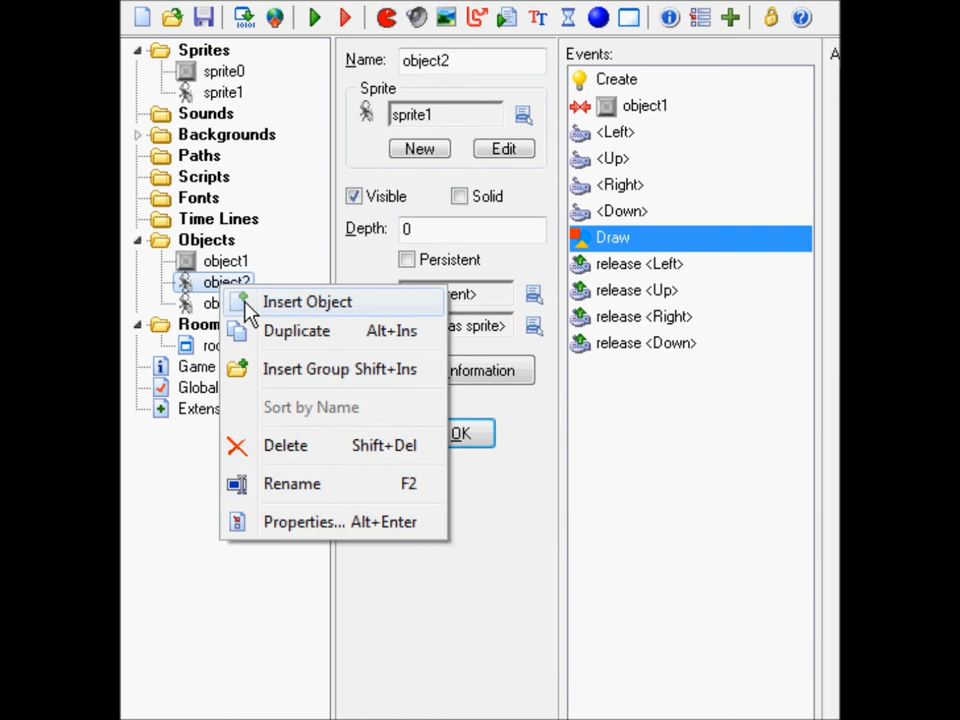 Sprites
sprite0
sprite1
Sounds
Backgrounds
Paths
Scripts
Fonts
Time Lines
Objects
object1
object2
Game
Global
Name: object2
Sprite
sprite1
New Edit
Visible Solid
Depth: 0
Persistent
as sprite>
OK
Insert Object
Duplicate Alt+Ins
Insert Group Shift+Ins
Sort by Name
Delete Shift+Del
Rename F2
Properties... Alt+Enter
Events:
Create
object1
<Left>
<Up>
<Right>
<Down>
Draw
release <Left>
release <Up>
release <Right>
release <Down>